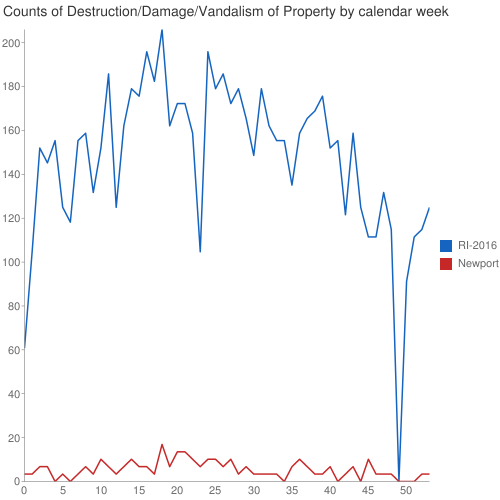 Counts of Destruction/Damage/Vandalism of Property by calendar week
200
180
160
140
120
100
80
60
40
20
0
0 5 10 15 20 25 30 35 40 45 50
RI-2016
Newport